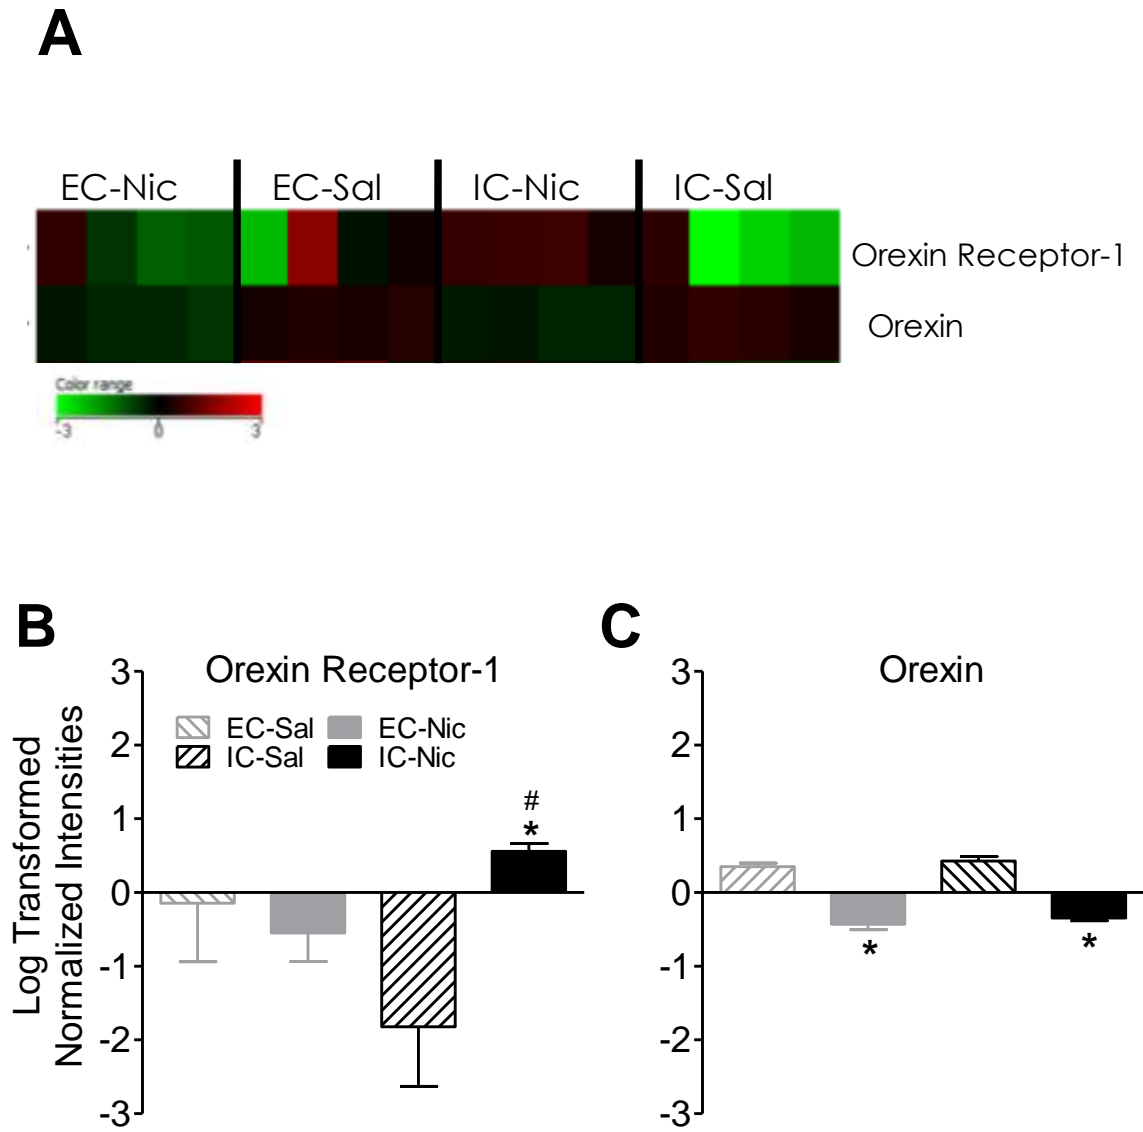 A
EC-Nic EC-Sal IC-Nic IC-Sal
Orexin Receptor-1
Orexin
Color range
-3 0 3
B
C
Orexin Receptor-1
Orexin
EC-Sal EC-Nic
IC-Sal IC-Nic
Log Transformed
Normalized Intensities
3
2
1
0
-1
-2
-3
#
*
3
2
1
0
-1
-2
-3
* *